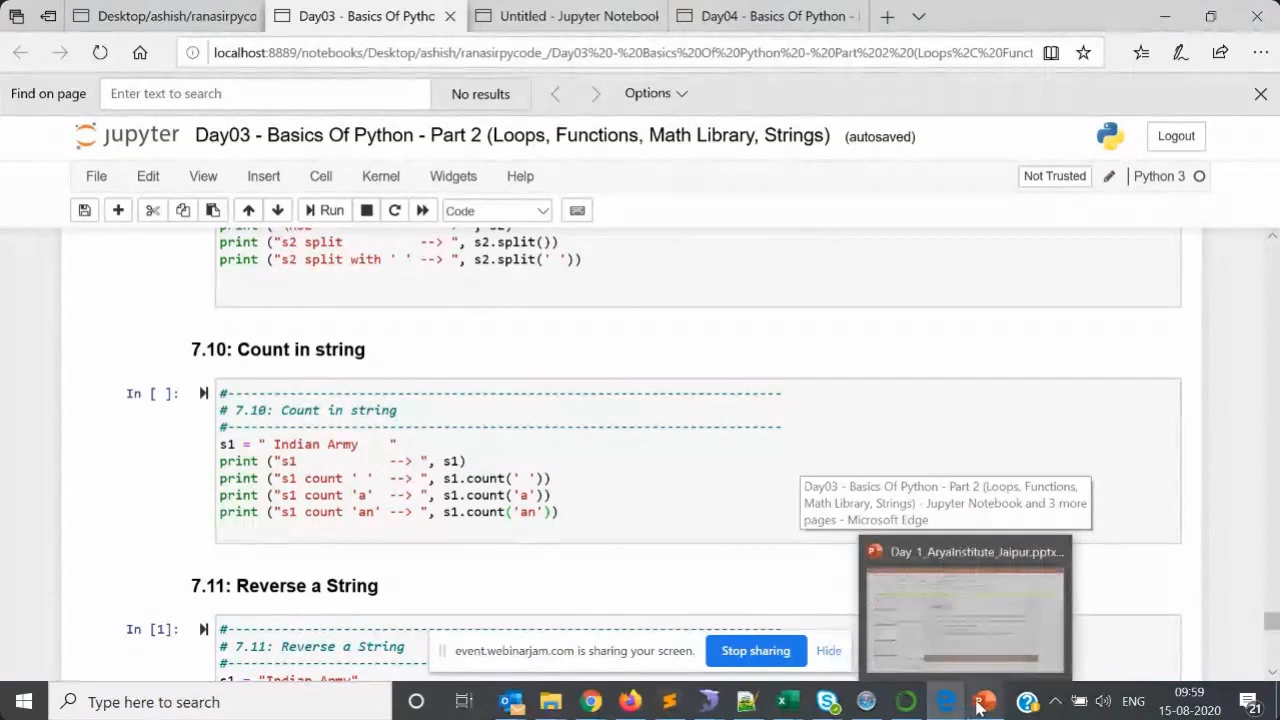 Desktop/ashish/ranasirpyco
Day03 - Basics Of Pytho
Untitled - Jupyter Notebook
Day04 - Basics Of Python -
localhost:8889/notebooks/Desktop/ashish/ranasirpycode_/Day03%20-%20Basics%20Of%20Python%20-%20Part%202%20(Loops%2C%20Funct
Find on page
Enter text to search
No results
Options
jupyter
Day03 - Basics Of Python - Part 2 (Loops, Functions, Math Library, Strings)
(autosaved)
Logout
File
Edit
View
Insert
Cell
Kernel
Widgets
Help
Not Trusted
Python 3
Run
Code
print ("s2 split           --> ", s2.split())
print ("s2 split with ' ' --> ", s2.split(' '))
7.10: Count in string
In [ ]:
#------------------------------------------------------------------------
# 7.10: Count in string
#------------------------------------------------------------------------
s1 = " Indian Army    "
print ("s1            --> ", s1)
print ("s1 count ' '  --> ", s1.count(' '))
print ("s1 count 'a'  --> ", s1.count('a'))
print ("s1 count 'an' --> ", s1.count('an'))
Day03 - Basics Of Python - Part 2 (Loops, Functions,
Math Library, Strings) - Jupyter Notebook and 3 more
pages - Microsoft Edge
Day 1_AryaInstitute_Jaipur.pptx...
7.11: Reverse a String
In [1]:
#------------------------------------------------------------------------
# 7.11: Reverse a String
#---------------------------
s1 = "Indian Army"
event.webinarjam.com is sharing your screen.
Stop sharing
Hide
Type here to search
ENG
09:59
15-08-2020
21